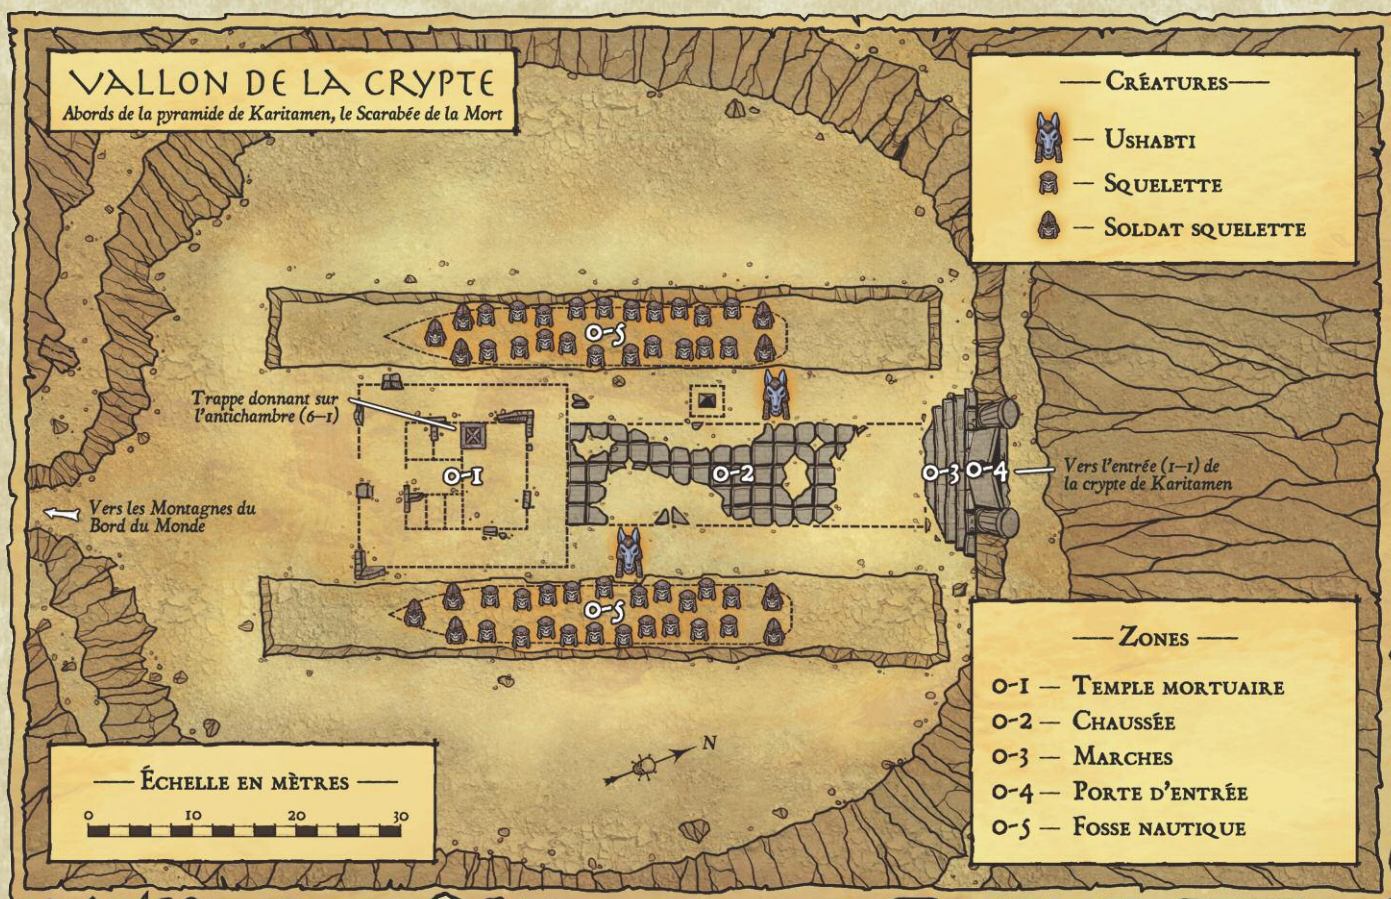 Vallon de la Crypte
Abords de la pyramide de Karitamen, le Scarabée de la Mort
Créatures
Ushabti
Squelette
Soldat squelette
0-5
Trappe donnant sur
l'antichambre (6-1)
0-1
0-2
0-3
0-4
Vers l'entrée (1-1) de
la crypte de Karitamen
Vers les Montagnes du
Bord du Monde
0-5
Zones
0-1 — Temple mortuaire
0-2 — Chaussée
0-3 — Marches
0-4 — Porte d'entrée
0-5 — Fosse nautique
N
Échelle en mètres
0 10 20 30